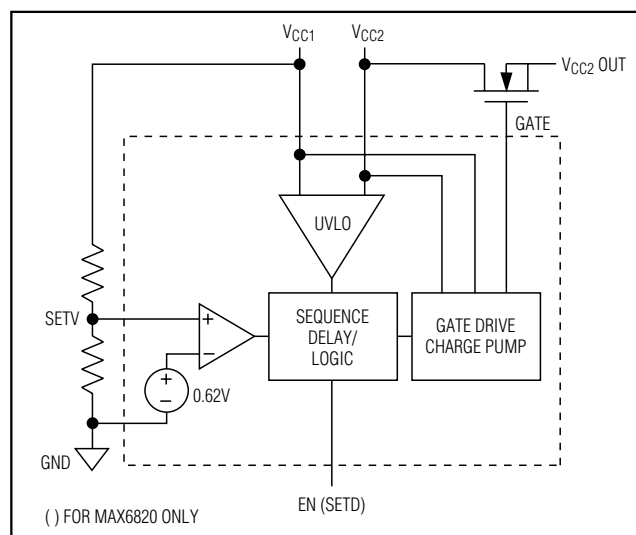 VCC1
VCC2
VCC2 OUT
GATE
UVLO
SETV
+
−
SEQUENCE
DELAY/
LOGIC
GATE DRIVE
CHARGE PUMP
+
−
0.62V
GND
EN (SETD)
( ) FOR MAX6820 ONLY